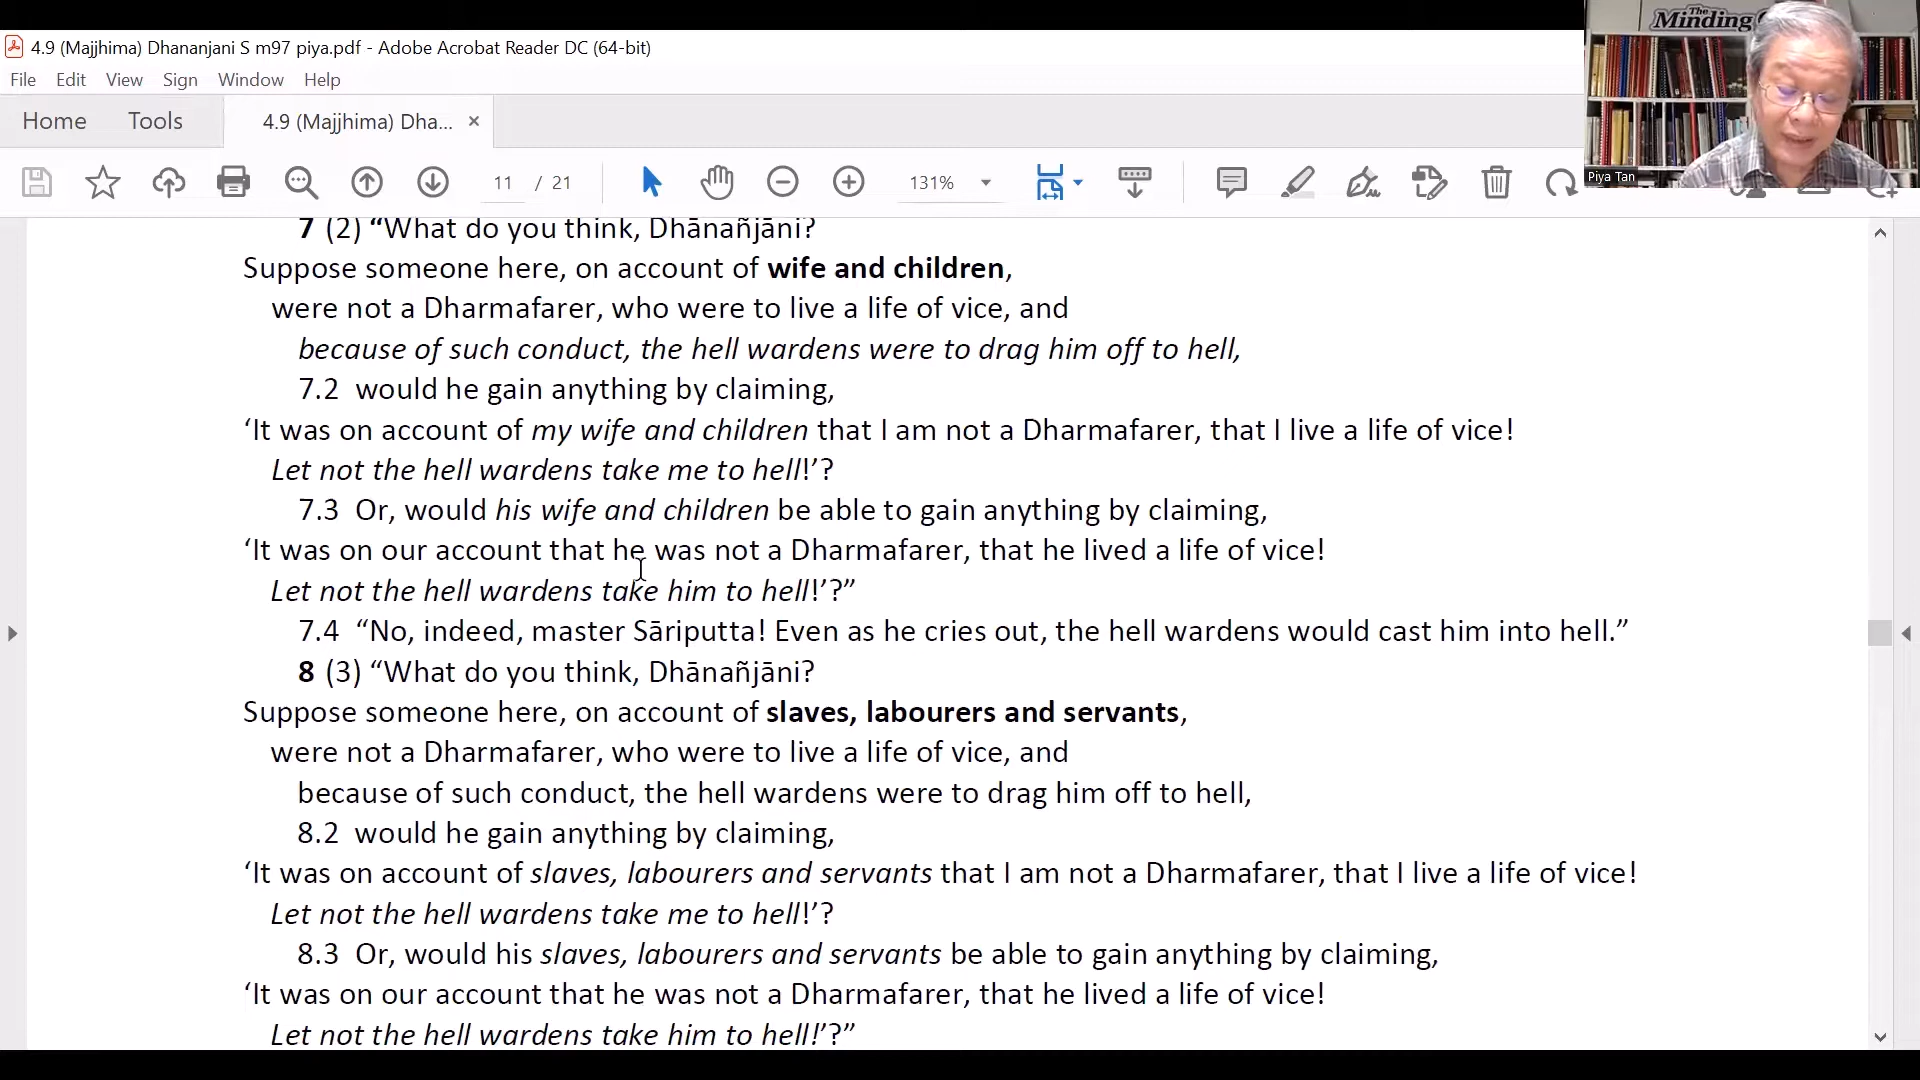 4.9 (Majjhima) Dhananjani S m97 piya.pdf - Adobe Acrobat Reader DC (64-bit)
File Edit View Sign Window Help
Home Tools 4.9 (Majjhima) Dha... ×
11 / 21 131%
The
Minding
Piya Tan
7 (2) “What do you think, Dhānañjāni?
Suppose someone here, on account of wife and children,
were not a Dharmafarer, who were to live a life of vice, and
because of such conduct, the hell wardens were to drag him off to hell,
7.2 would he gain anything by claiming,
‘It was on account of my wife and children that I am not a Dharmafarer, that I live a life of vice!
Let not the hell wardens take me to hell!’?
7.3 Or, would his wife and children be able to gain anything by claiming,
‘It was on our account that he was not a Dharmafarer, that he lived a life of vice!
Let not the hell wardens take him to hell!’?”
7.4 “No, indeed, master Sāriputta! Even as he cries out, the hell wardens would cast him into hell.”
8 (3) “What do you think, Dhānañjāni?
Suppose someone here, on account of slaves, labourers and servants,
were not a Dharmafarer, who were to live a life of vice, and
because of such conduct, the hell wardens were to drag him off to hell,
8.2 would he gain anything by claiming,
‘It was on account of slaves, labourers and servants that I am not a Dharmafarer, that I live a life of vice!
Let not the hell wardens take me to hell!’?
8.3 Or, would his slaves, labourers and servants be able to gain anything by claiming,
‘It was on our account that he was not a Dharmafarer, that he lived a life of vice!
Let not the hell wardens take him to hell!’?”